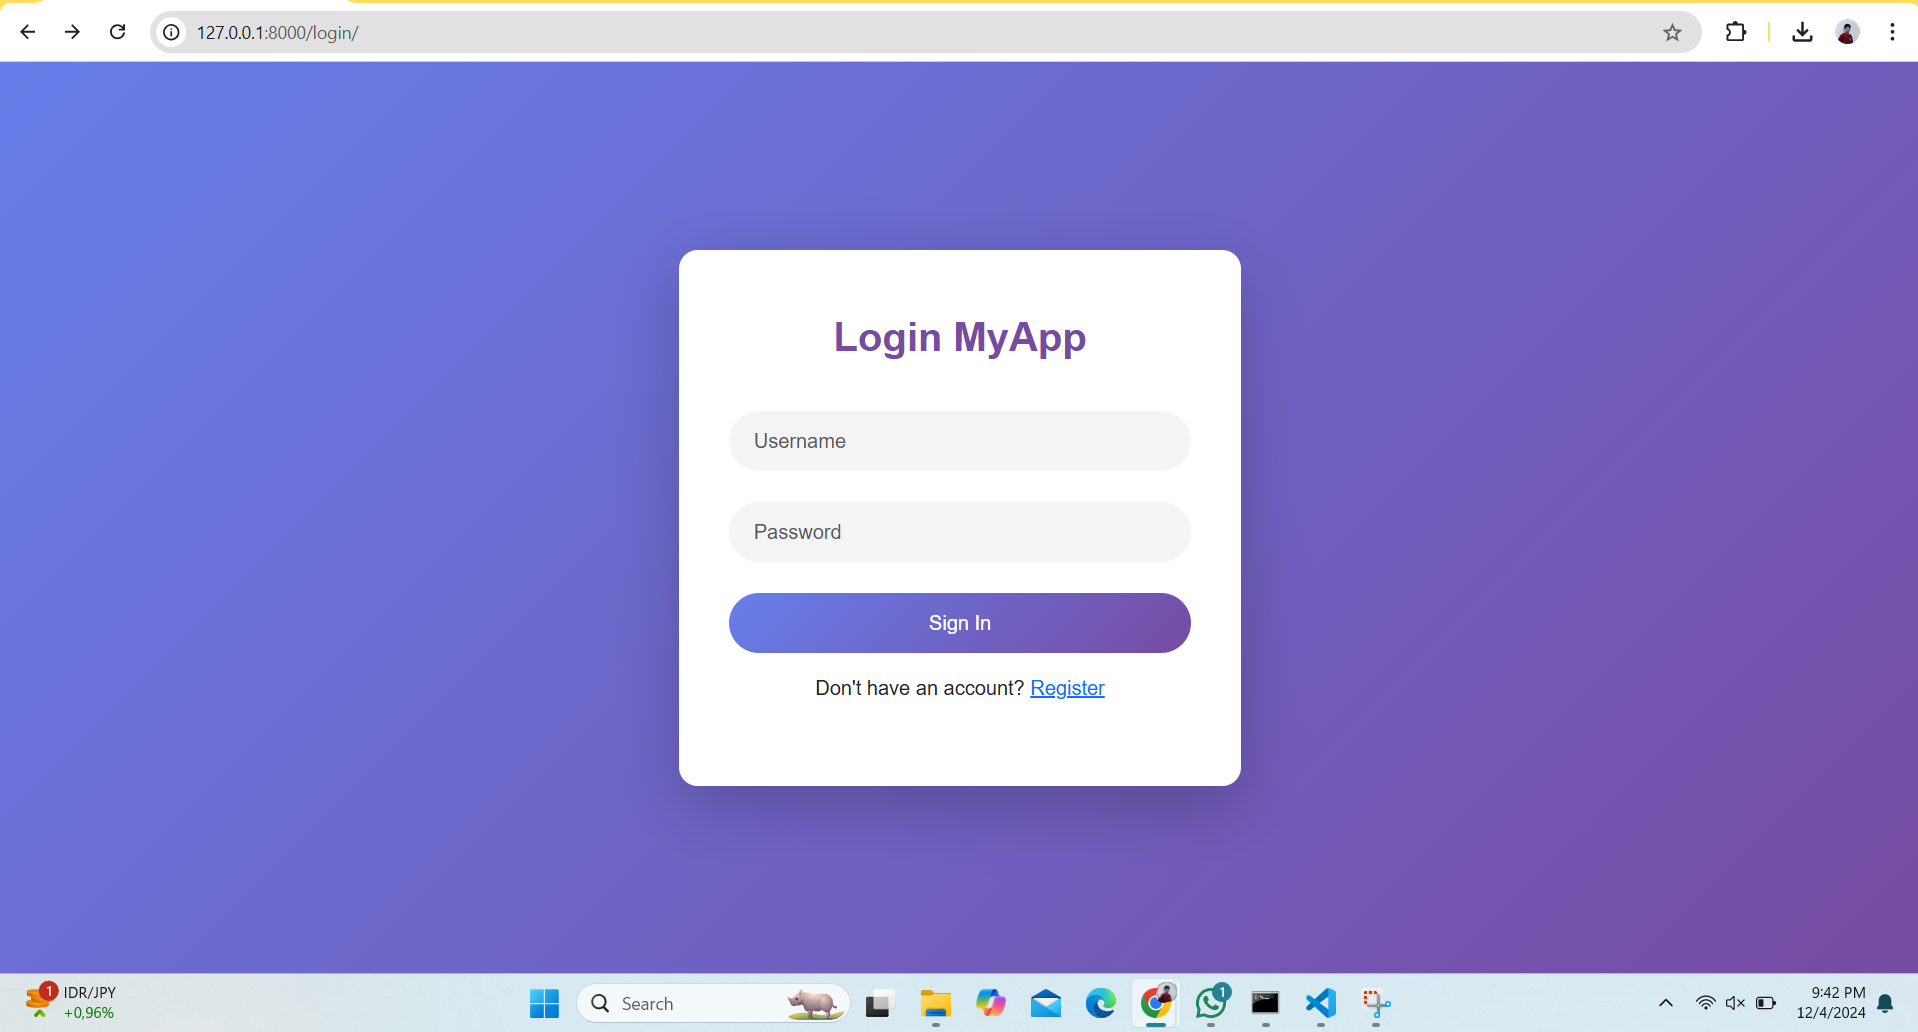 127.0.0.1:8000/login/
Login MyApp
Username
Password
Sign In
Don't have an account? Register
1
IDR/JPY
+0,96%
Search
1
9:42 PM
12/4/2024